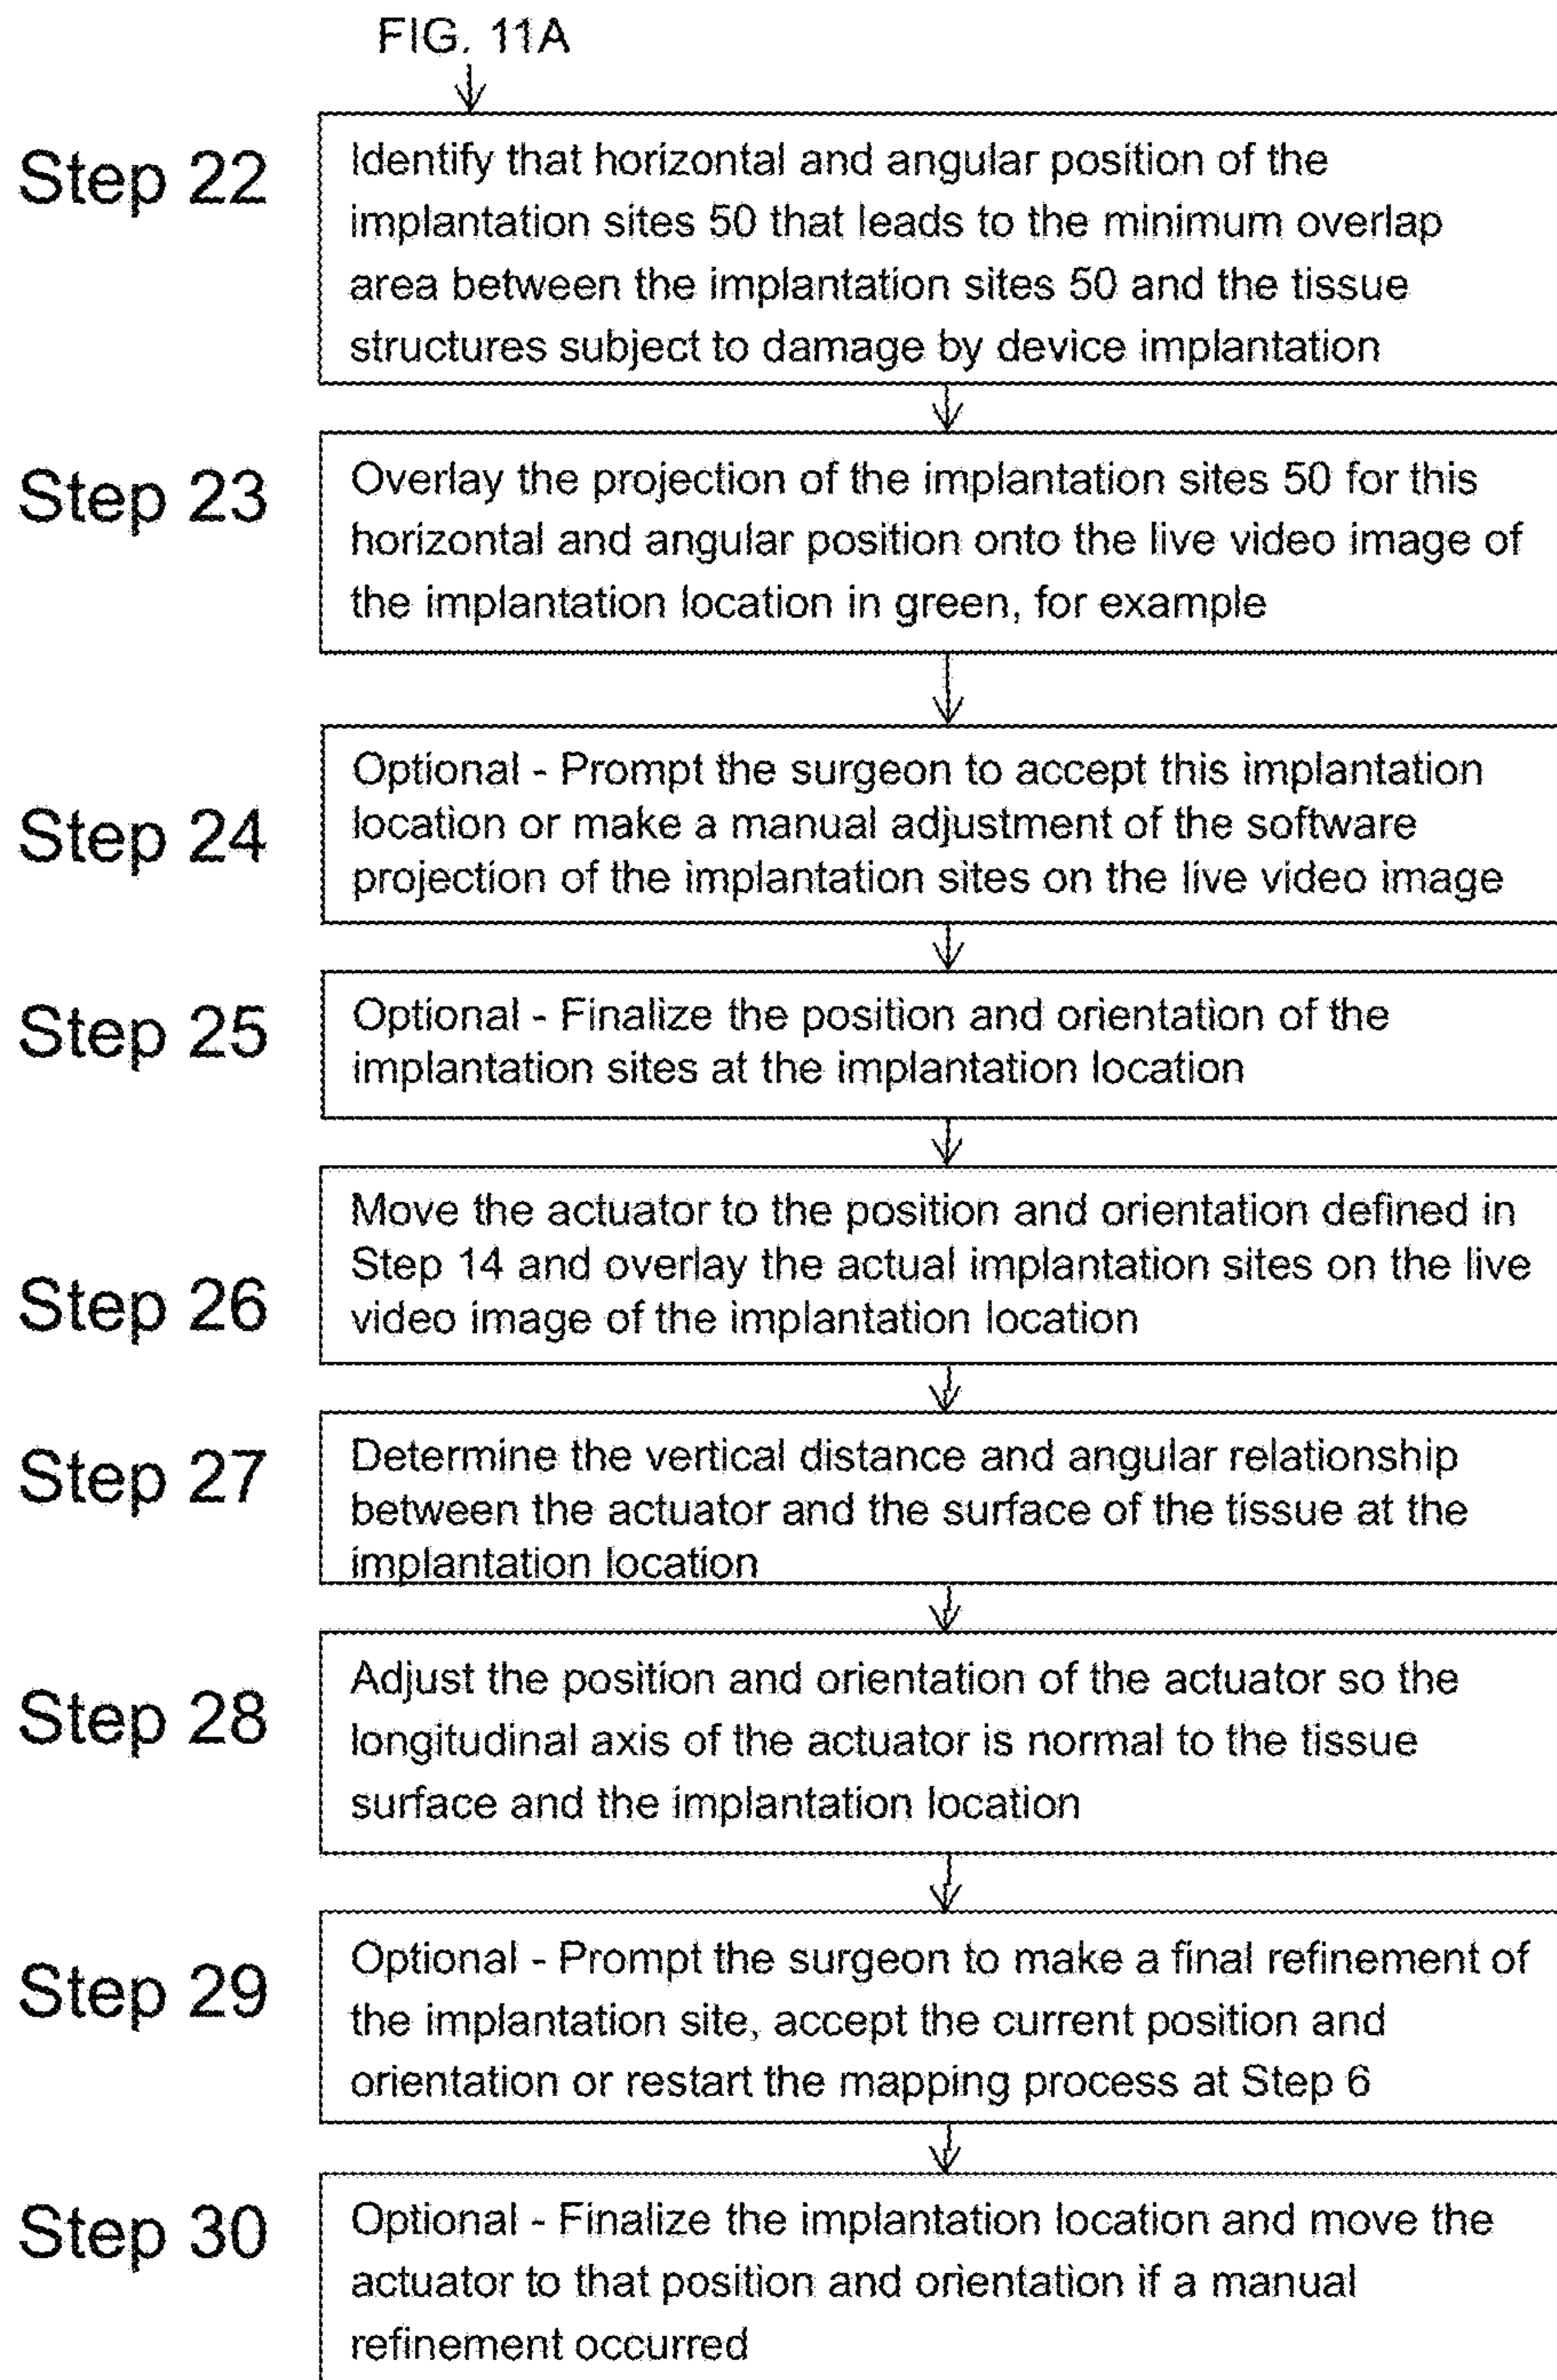 FIG. 11A
Step 22
Identify that horizontal and angular position of the
implantation sites 50 that leads to the minimum overlap
area between the implantation sites 50 and the tissue
structures subject to damage by device implantation
Step 23
Overlay the projection of the implantation sites 50 for this
horizontal and angular position onto the live video image of
the implantation location in green, for example
Step 24
Optional - Prompt the surgeon to accept this implantation
location or make a manual adjustment of the software
projection of the implantation sites on the live video image
Step 25
Optional - Finalize the position and orientation of the
implantation sites at the implantation location
Step 26
Move the actuator to the position and orientation defined in
Step 14 and overlay the actual implantation sites on the live
video image of the implantation location
Step 27
Determine the vertical distance and angular relationship
between the actuator and the surface of the tissue at the
implantation location
Step 28
Adjust the position and orientation of the actuator so the
longitudinal axis of the actuator is normal to the tissue
surface and the implantation location
Step 29
Optional - Prompt the surgeon to make a final refinement of
the implantation site, accept the current position and
orientation or restart the mapping process at Step 6
Step 30
Optional - Finalize the implantation location and move the
actuator to that position and orientation if a manual
refinement occurred